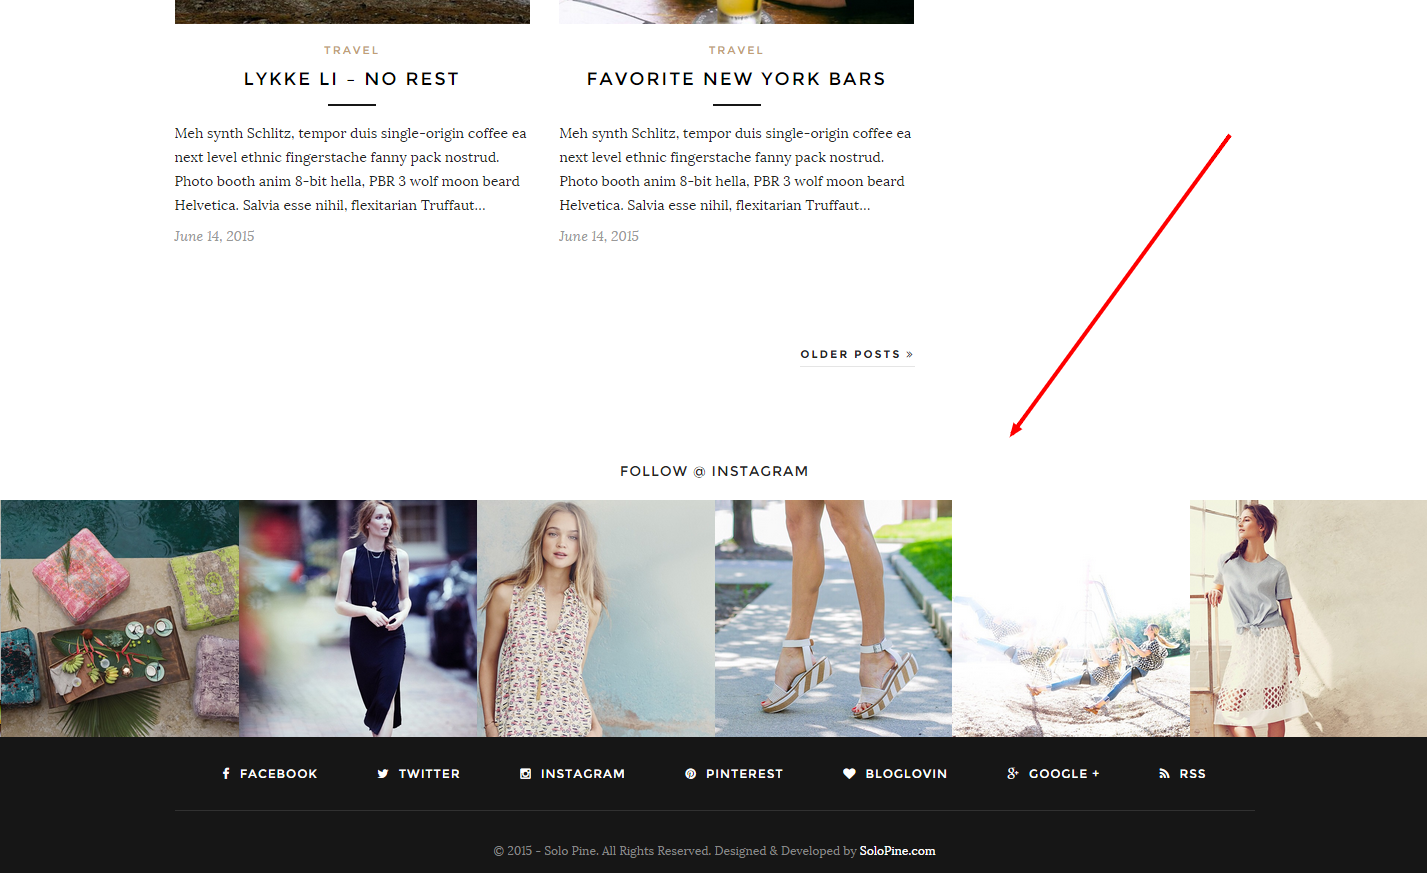 TRAVEL
LYKKE LI – NO REST
Meh synth Schlitz, tempor duis single-origin coffee ea
next level ethnic fingerstache fanny pack nostrud.
Photo booth anim 8-bit hella, PBR 3 wolf moon beard
Helvetica. Salvia esse nihil, flexitarian Truffaut…
June 14, 2015
TRAVEL
FAVORITE NEW YORK BARS
Meh synth Schlitz, tempor duis single-origin coffee ea
next level ethnic fingerstache fanny pack nostrud.
Photo booth anim 8-bit hella, PBR 3 wolf moon beard
Helvetica. Salvia esse nihil, flexitarian Truffaut…
June 14, 2015
OLDER POSTS »
FOLLOW @ INSTAGRAM
FACEBOOK TWITTER INSTAGRAM PINTEREST BLOGLOVIN GOOGLE + RSS
© 2015 - Solo Pine. All Rights Reserved. Designed & Developed by SoloPine.com